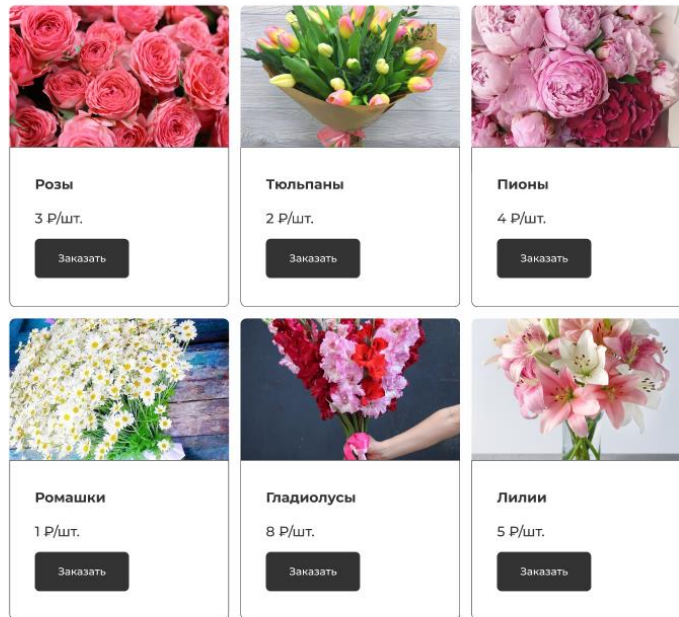 Розы
3 ₽/шт.
Заказать
Тюльпаны
2 ₽/шт.
Заказать
Пионы
4 ₽/шт.
Заказать
Ромашки
1 ₽/шт.
Заказать
Гладиолусы
8 ₽/шт.
Заказать
Лилии
5 ₽/шт.
Заказать